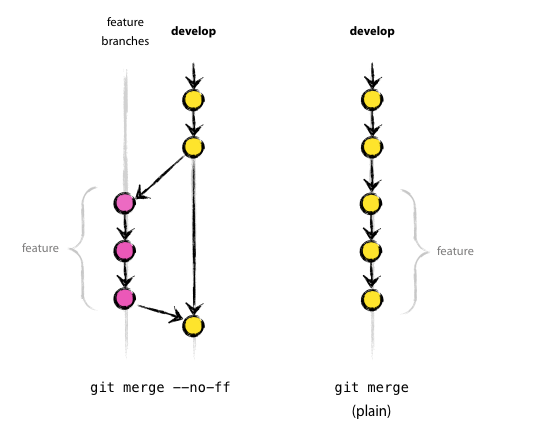 feature
branches
develop
develop
feature
feature
git merge --no-ff
git merge
(plain)